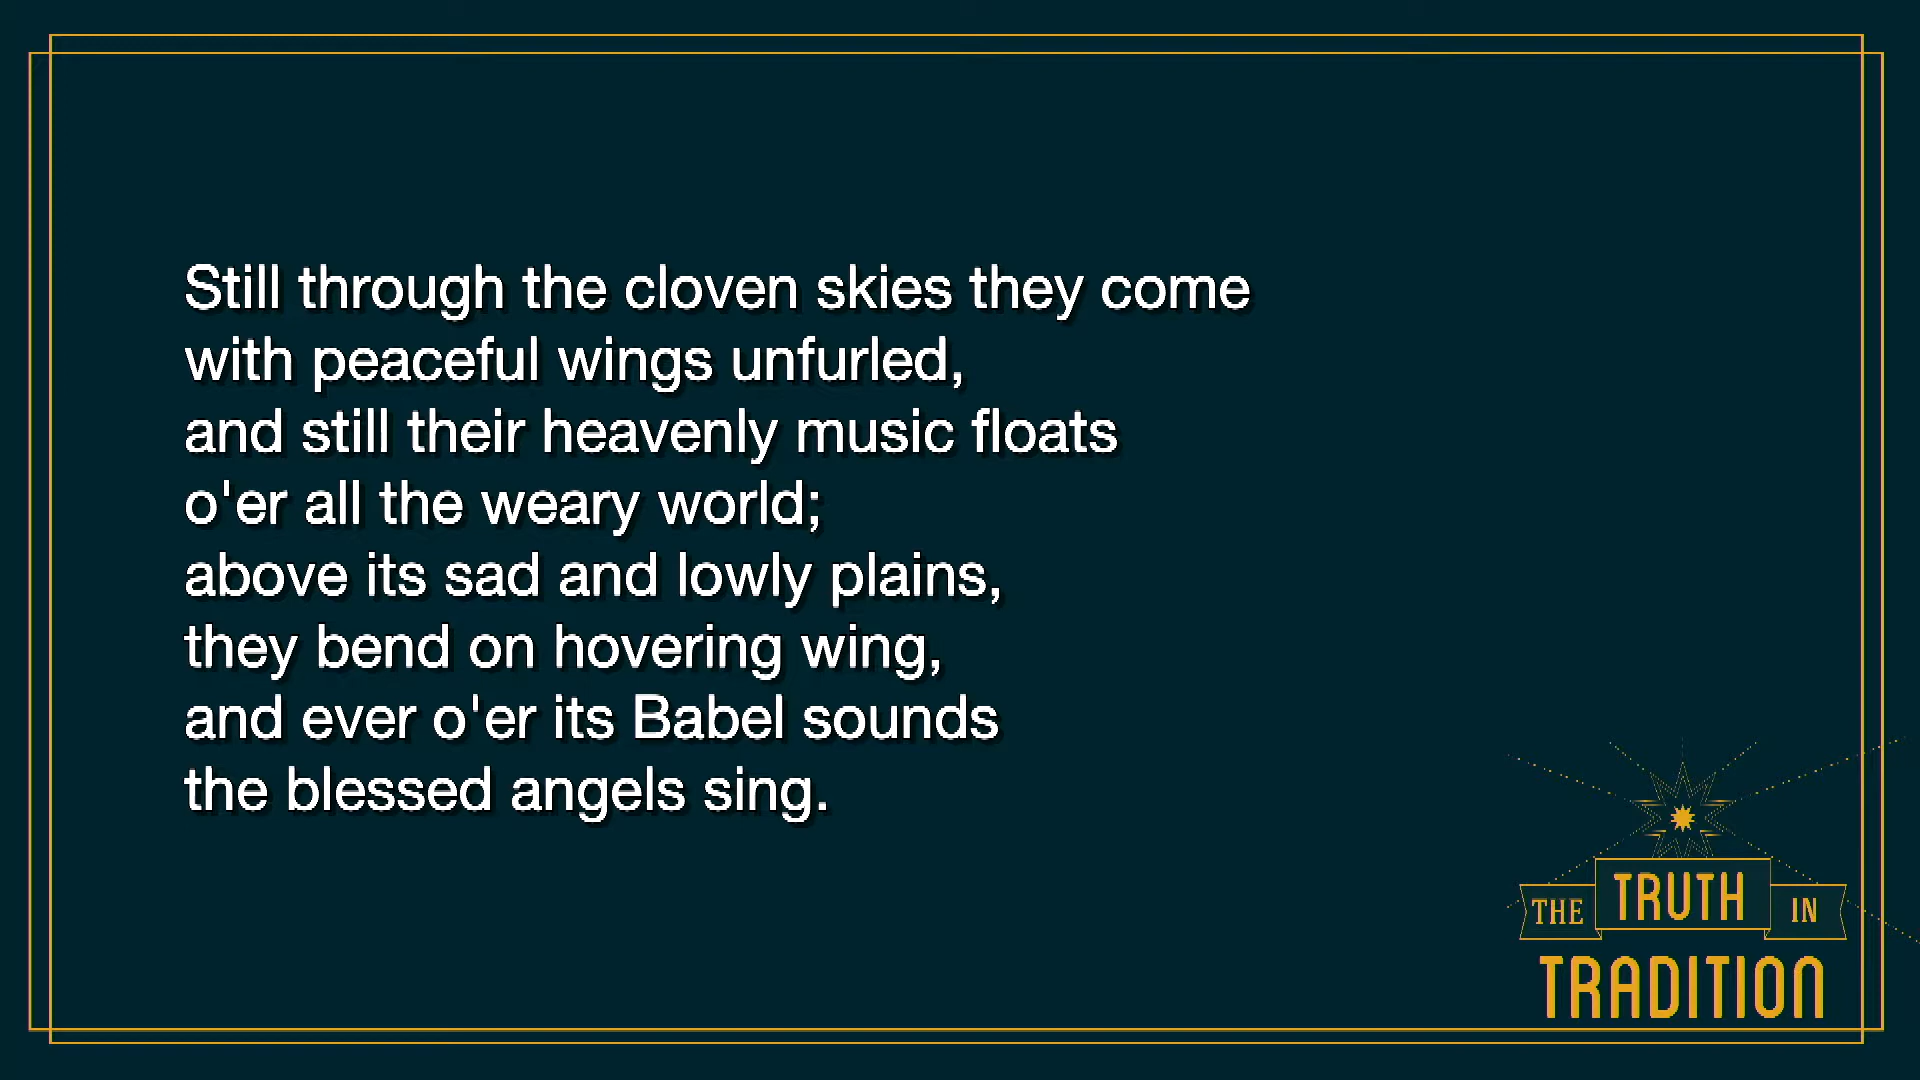 Still through the cloven skies they come
with peaceful wings unfurled,
and still their heavenly music floats
o'er all the weary world;
above its sad and lowly plains,
they bend on hovering wing,
and ever o'er its Babel sounds
the blessed angels sing.
THE TRUTH IN
TRADITION